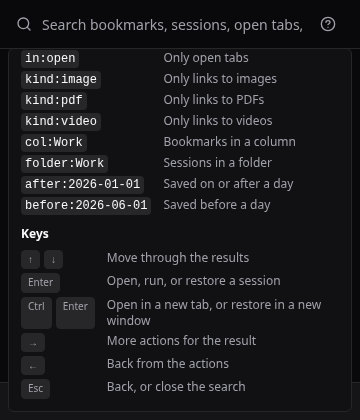 Search bookmarks, sessions, open tabs,
in:open Only open tabs
kind:image Only links to images
kind:pdf Only links to PDFs
kind:video Only links to videos
col:Work Bookmarks in a column
folder:Work Sessions in a folder
after:2026-01-01 Saved on or after a day
before:2026-06-01 Saved before a day
Keys
↑ ↓ Move through the results
Enter Open, run, or restore a session
Ctrl Enter Open in a new tab, or restore in a new
window
→ More actions for the result
← Back from the actions
Esc Back, or close the search